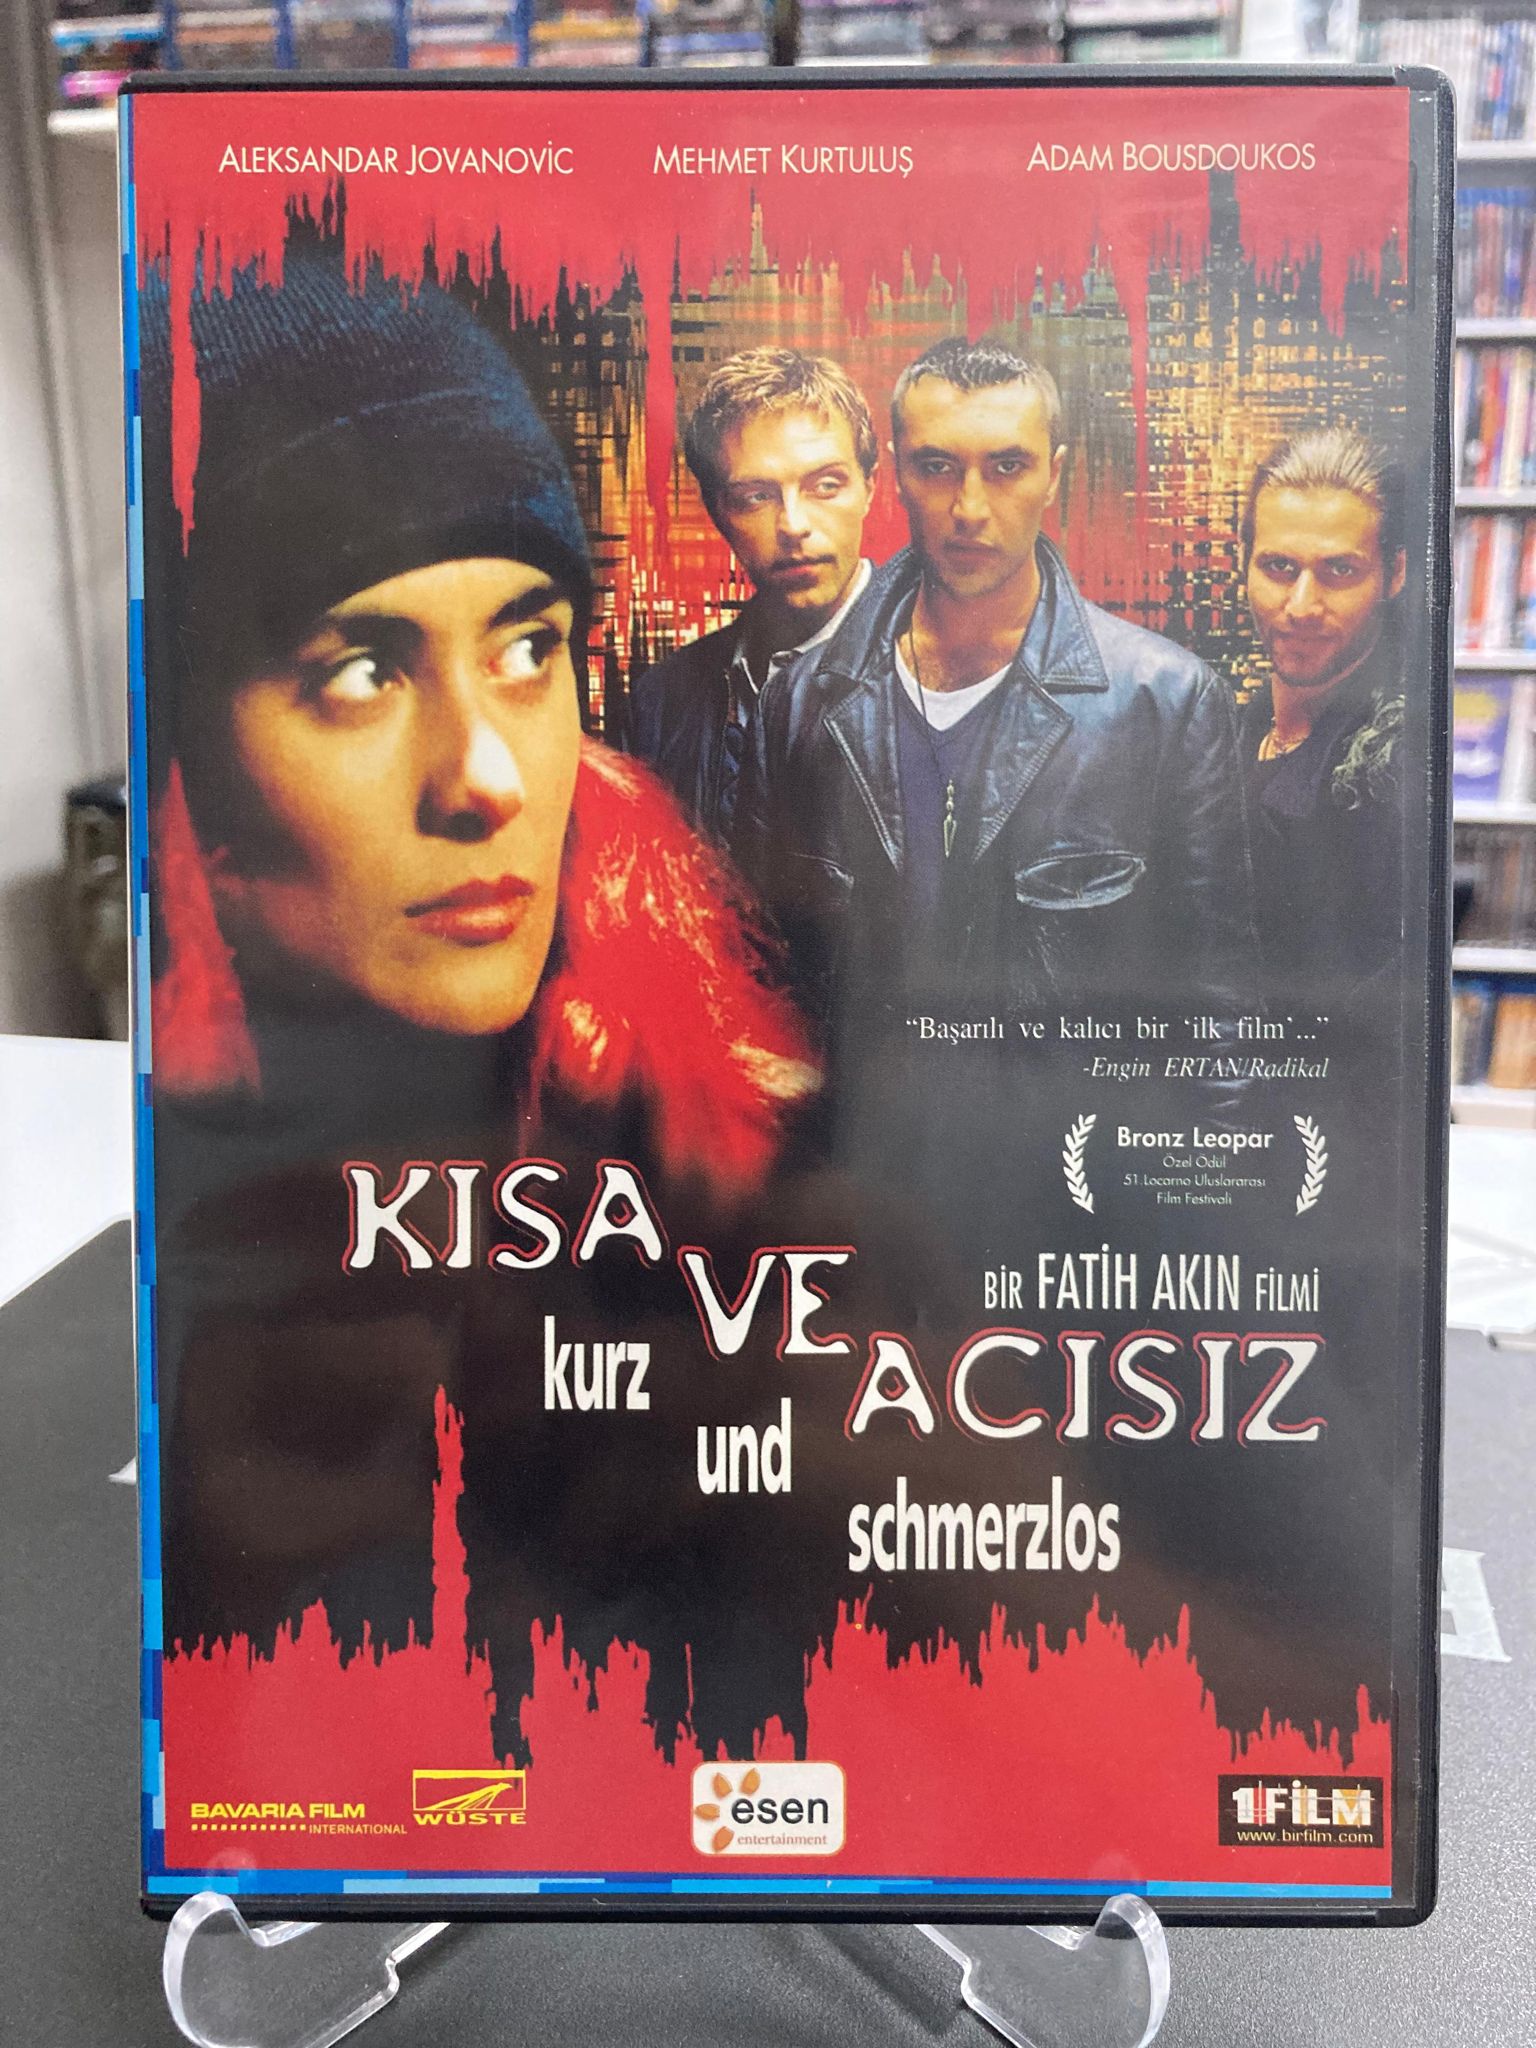 ALEKSANDAR JOVANOVİC MEHMET KURTULUŞ ADAM BOUSDOUKOS
“Başarılı ve kalıcı bir ‘ilk film’...”
-Engin ERTAN/Radikal
Bronz Leopar
Özel Ödül
51.Locarno Uluslararası
Film Festivali
KISA
VE
ACISIZ
BİR FATİH AKIN FİLMİ
kurz
und
schmerzlos
BAVARIA FILM
INTERNATIONAL
WÜSTE
esen
entertainment
1FİLM
www.birfilm.com